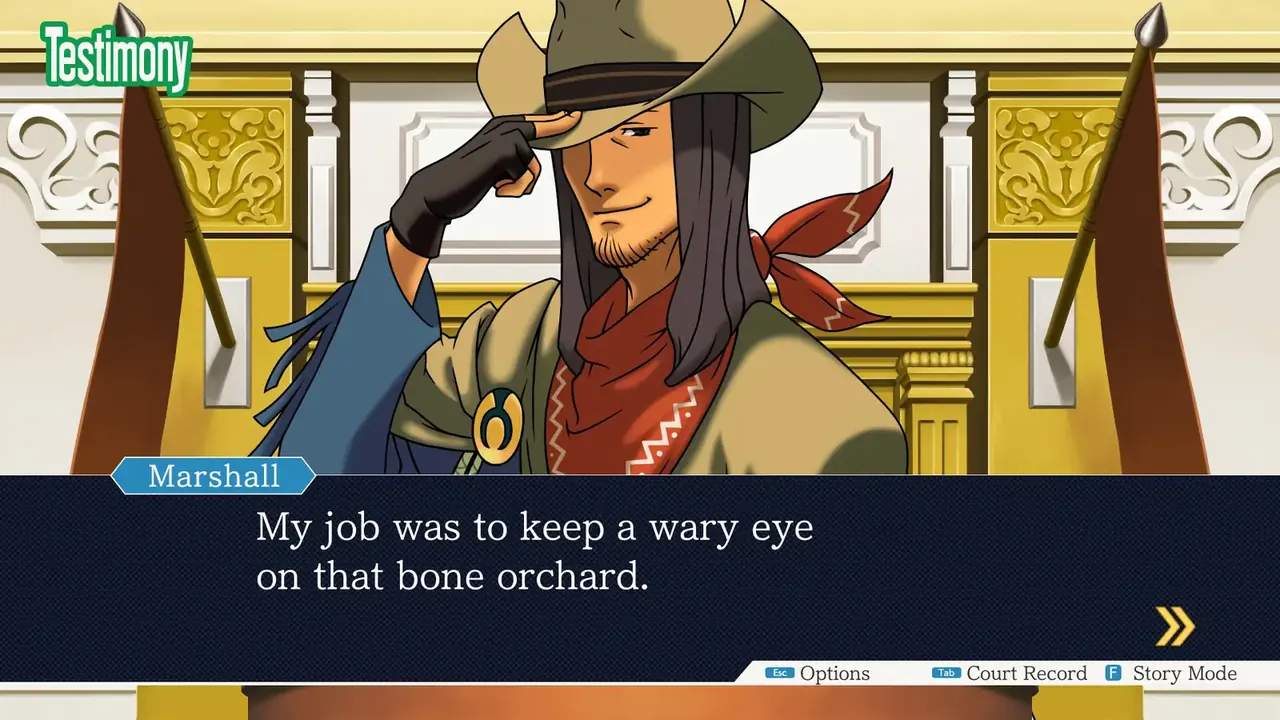 Testimony
Marshall
My job was to keep a wary eye
on that bone orchard.
Esc Options Tab Court Record F Story Mode